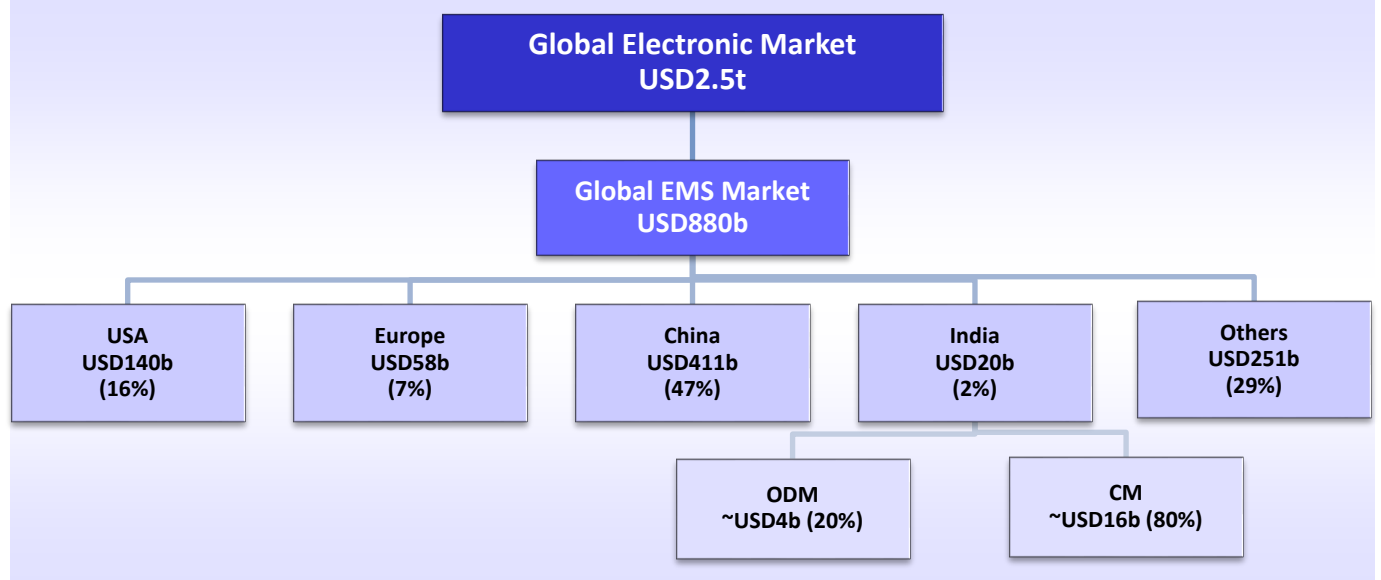 Global Electronic Market
USD2.5t
Global EMS Market
USD880b
USA
USD140b
(16%)
Europe
USD58b
(7%)
China
USD411b
(47%)
India
USD20b
(2%)
Others
USD251b
(29%)
ODM
~USD4b (20%)
CM
~USD16b (80%)